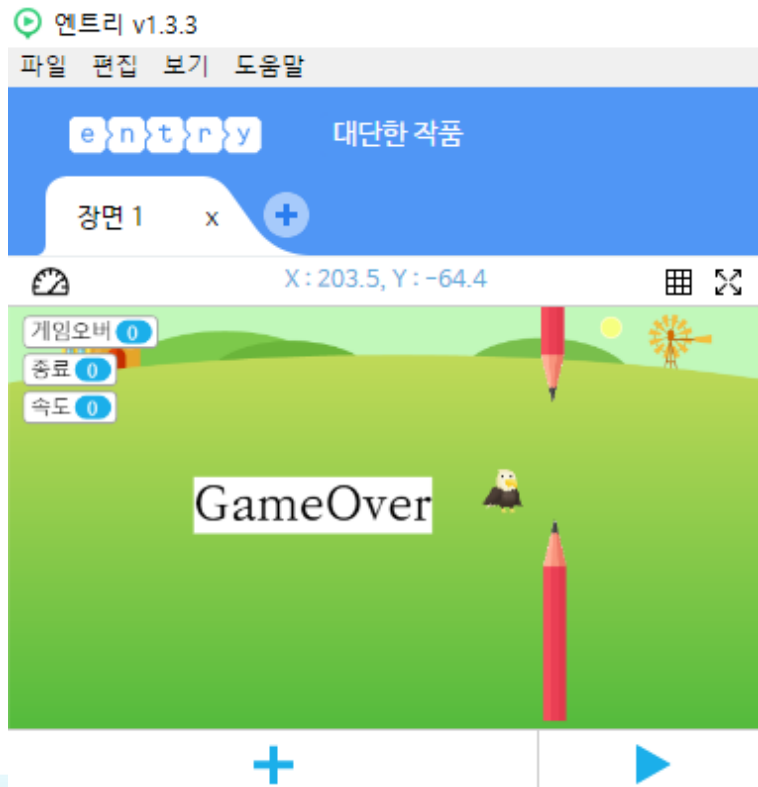 엔트리 v1.3.3
파일 편집 보기 도움말
entry 대단한 작품
장면 1 x
X : 203.5, Y : -64.4
게임오버 0
종료 0
속도 0
GameOver